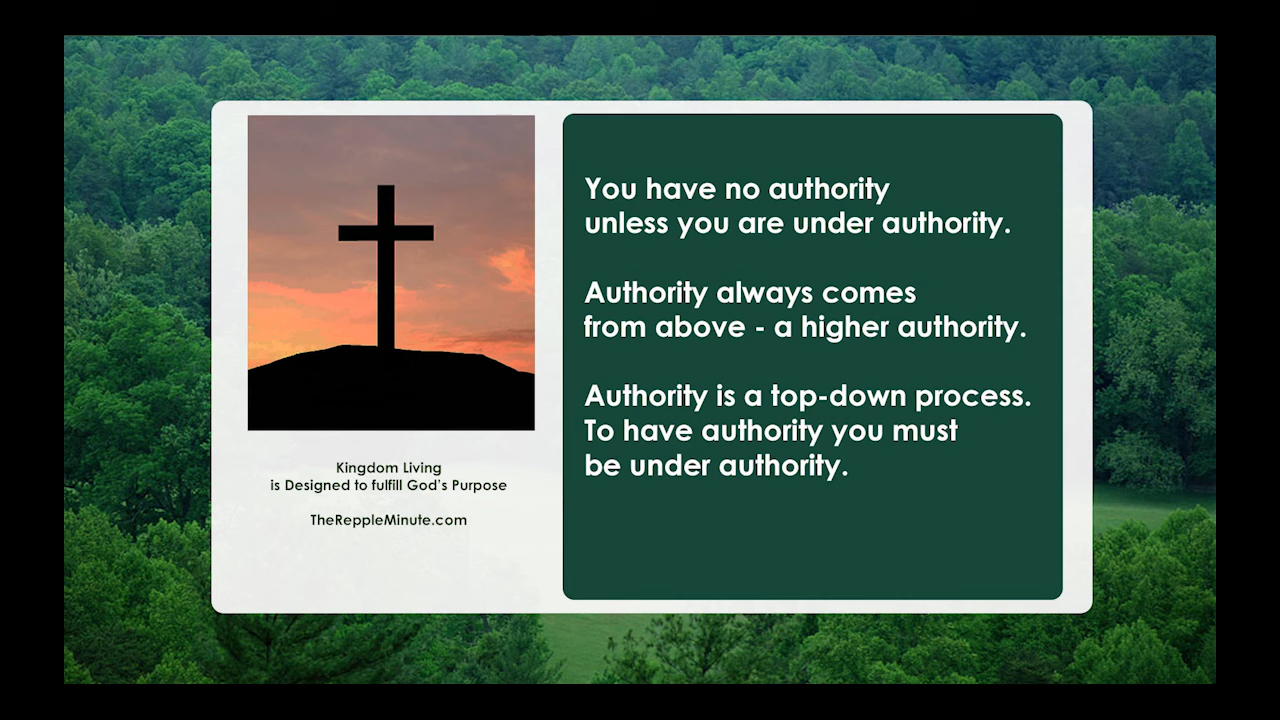 You have no authority
unless you are under authority.
Authority always comes
from above - a higher authority.
Authority is a top-down process.
To have authority you must
be under authority.
Kingdom Living
is Designed to fulfill God's Purpose
TheReppleMinute.com